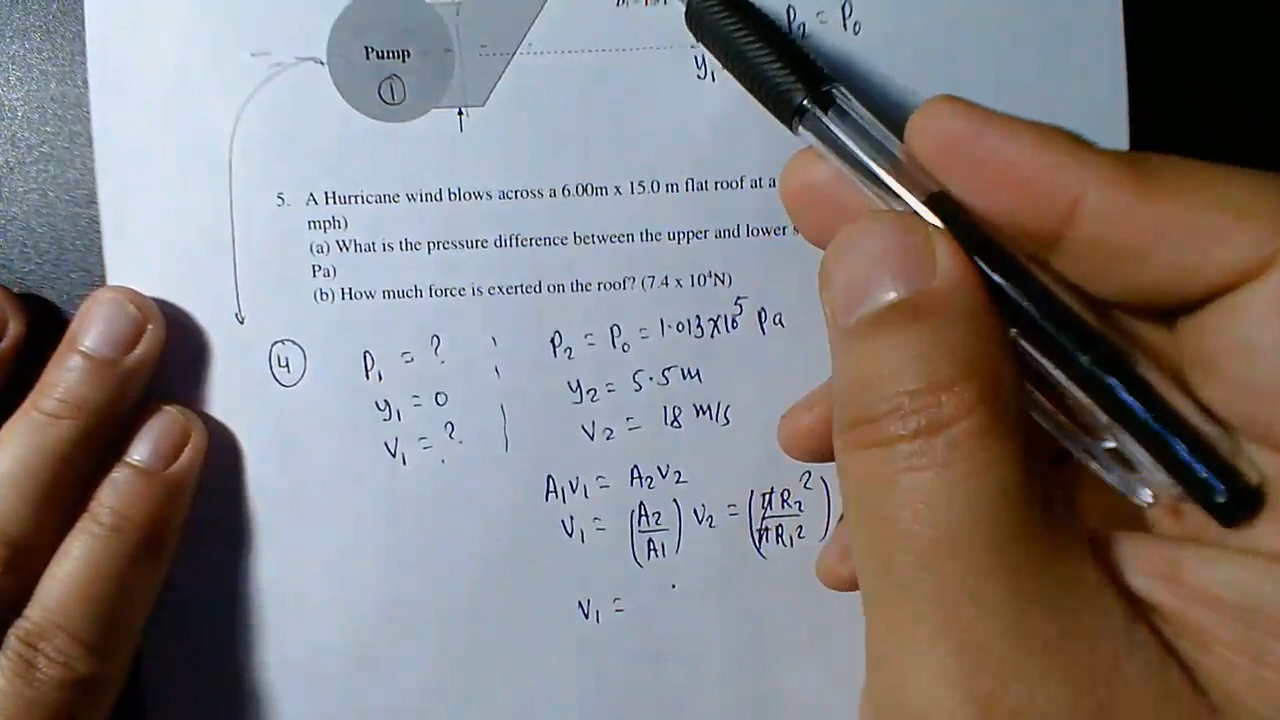 P₂ = P₀
Pump
①
y₁
5. A Hurricane wind blows across a 6.00m x 15.0 m flat roof at a
mph)
(a) What is the pressure difference between the upper and lower
Pa)
(b) How much force is exerted on the roof? (7.4 x 10⁴N)
④
P₁ = ?
P₂ = P₀ = 1.013 X 10⁵ Pa
y₁ = 0
y₂ = 5.5 m
V₁ = ?
V₂ = 18 m/s
A₁V₁ = A₂V₂
V₁ = (A₂/A₁) V₂ = (πR₂²/πR₁²)
V₁ =